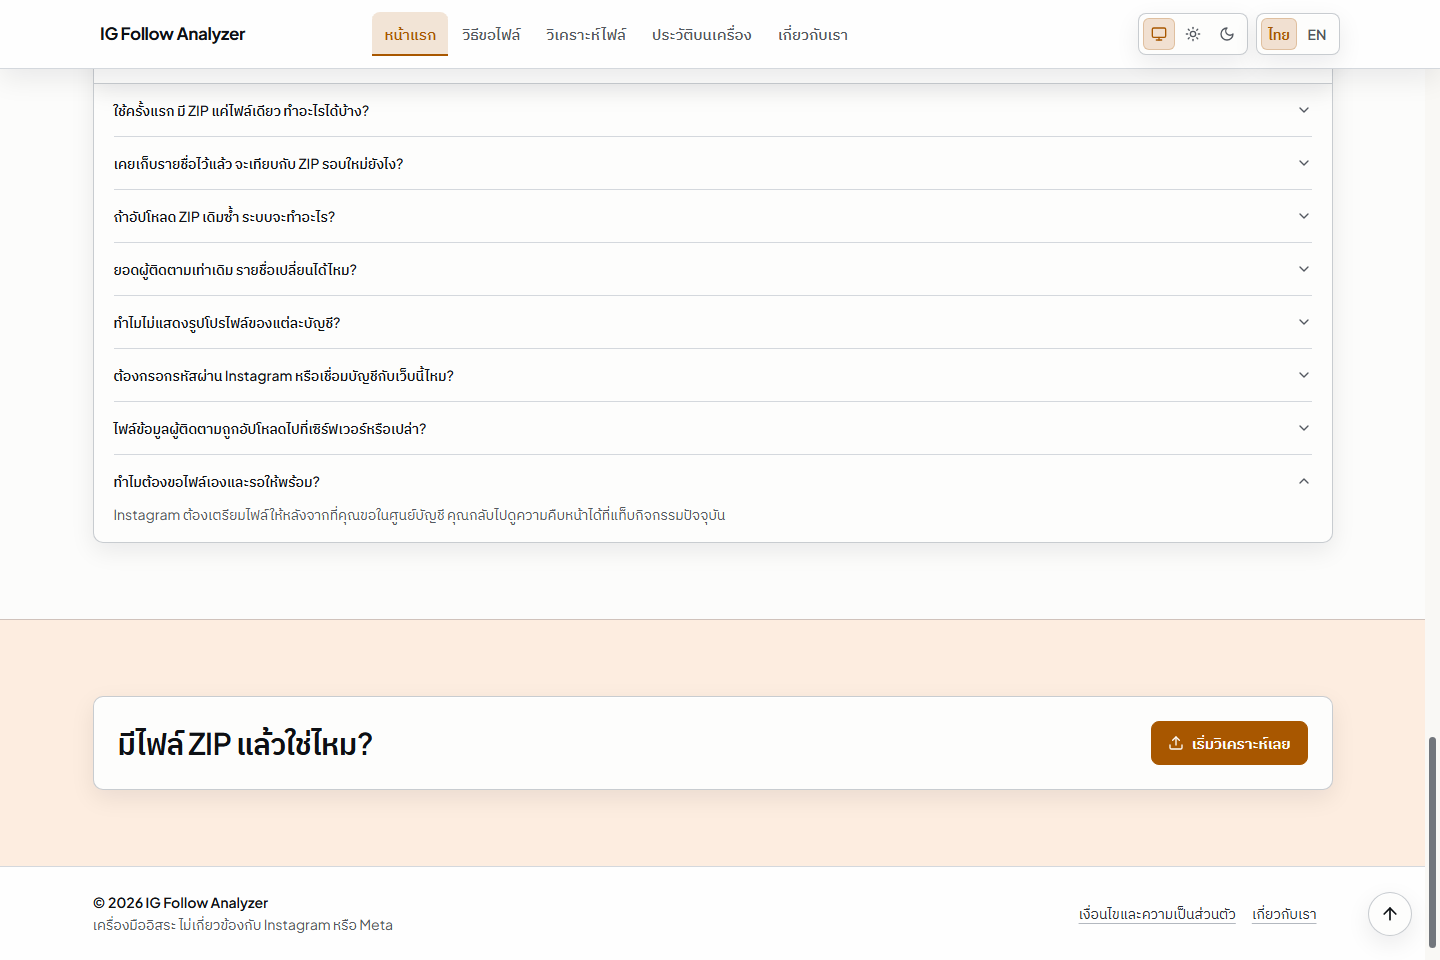 IG Follow Analyzer
หน้าแรก
วิธีขอไฟล์
วิเคราะห์ไฟล์
ประวัติบนเครื่อง
เกี่ยวกับเรา
ไทย
EN
ใช้ครั้งแรก มี ZIP แค่ไฟล์เดียว ทำอะไรได้บ้าง?
เคยเก็บรายชื่อไว้แล้ว จะเทียบกับ ZIP รอบใหม่ยังไง?
ถ้าอัปโหลด ZIP เดิมซ้ำ ระบบจะทำอะไร?
ยอดผู้ติดตามเท่าเดิม รายชื่อเปลี่ยนได้ไหม?
ทำไมไม่แสดงรูปโปรไฟล์ของแต่ละบัญชี?
ต้องกรอกรหัสผ่าน Instagram หรือเชื่อมบัญชีกับเว็บนี้ไหม?
ไฟล์ข้อมูลผู้ติดตามถูกอัปโหลดไปที่เซิร์ฟเวอร์หรือเปล่า?
ทำไมต้องขอไฟล์เองและรอให้พร้อม?
Instagram ต้องเตรียมไฟล์ให้หลังจากที่คุณขอในศูนย์บัญชี คุณกลับไปดูความคืบหน้าได้ที่แท็บกิจกรรมปัจจุบัน
มีไฟล์ ZIP แล้วใช่ไหม?
เริ่มวิเคราะห์เลย
© 2026 IG Follow Analyzer
เครื่องมืออิสระ ไม่เกี่ยวข้องกับ Instagram หรือ Meta
เงื่อนไขและความเป็นส่วนตัว
เกี่ยวกับเรา